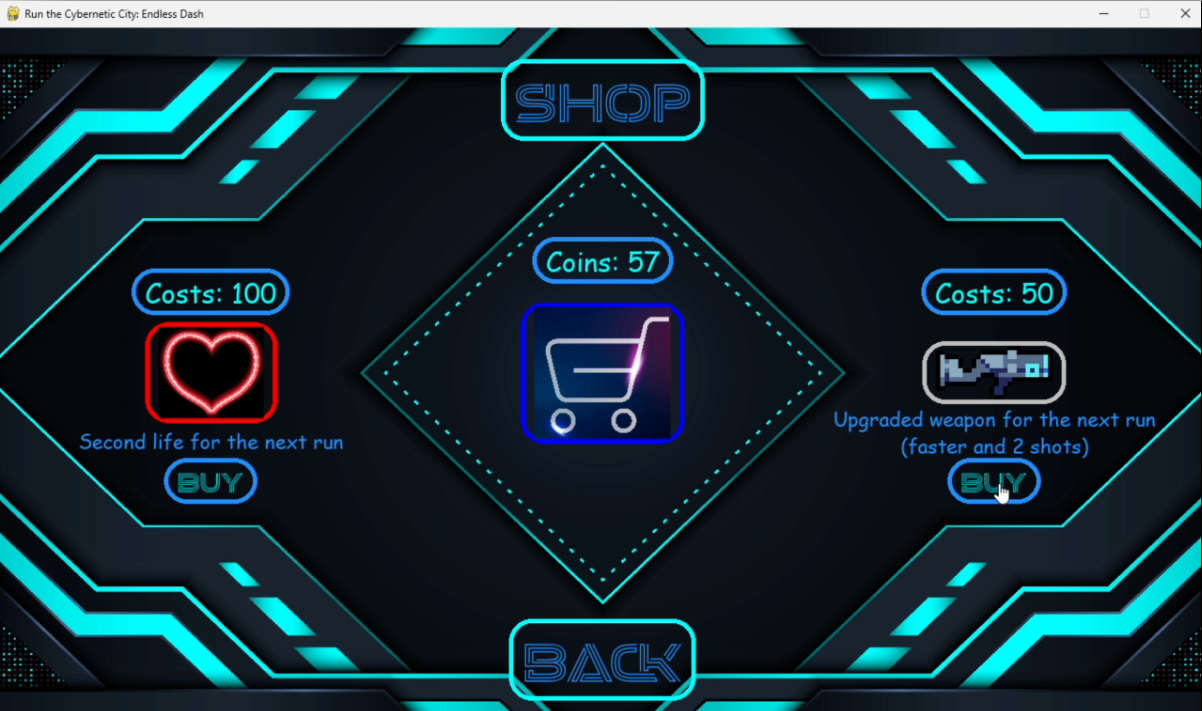 Run the Cybernetic City: Endless Dash
SHOP
Coins: 57
Costs: 100
Second life for the next run
BUY
Costs: 50
Upgraded weapon for the next run
(faster and 2 shots)
BUY
BACK